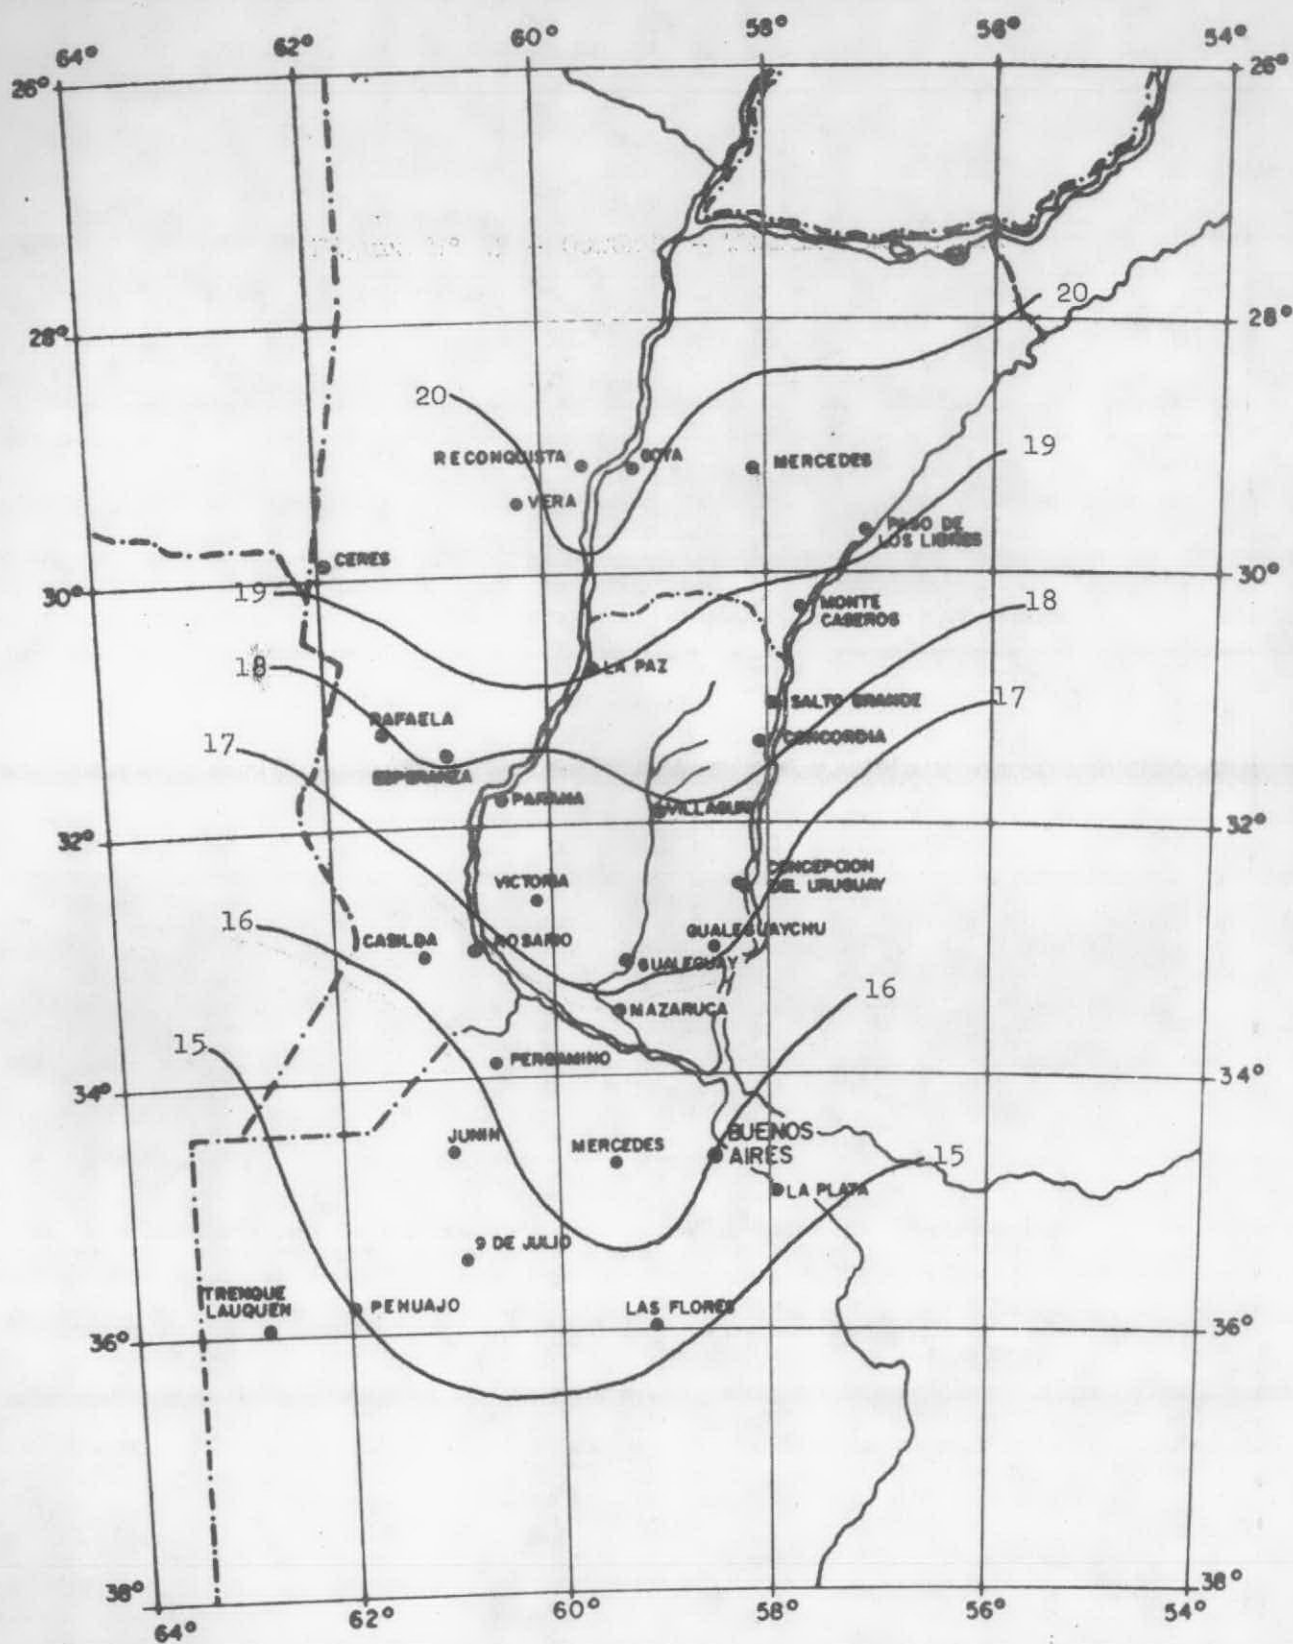 64° 62° 60° 58° 56° 54°
26° 26°
20
28° 28°
20
19
RECONQUISTA GOYA MERCEDES
VERA
PASO DE
LOS LIBRES
CERES
30° 30°
19
MONTE
CASEROS
18
18
LA PAZ
SALTO GRANDE
17
RAFAELA
CONCORDIA
17
ESPERANZA
PARANA
VILLAGUAY
32° 32°
CONCEPCION
DEL URUGUAY
VICTORIA
16
GUALEGUAYCHU
CASILDA ROSARIO
GUALEGUAY
16
MAZARUCA
15
PERGAMINO
34° 34°
JUNIN MERCEDES BUENOS
AIRES
15
LA PLATA
9 DE JULIO
TRENQUE
LAUQUEN
PEHUAJO LAS FLORES
36° 36°
38° 38°
64° 62° 60° 58° 56° 54°